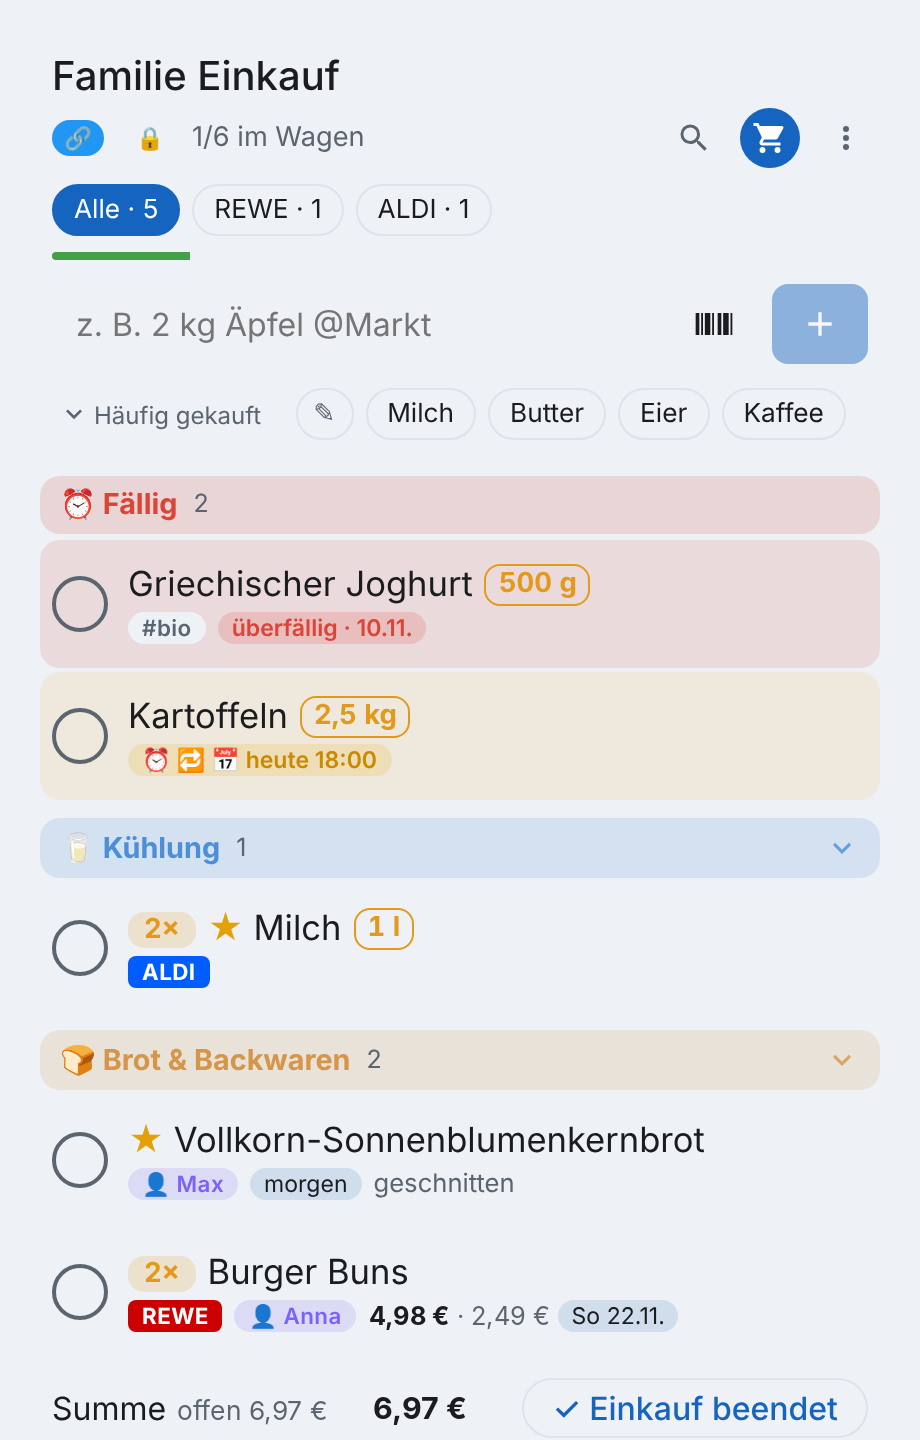 Familie Einkauf
🔗 🔒 1/6 im Wagen
Alle · 5 REWE · 1 ALDI · 1
z. B. 2 kg Äpfel @Markt +
Häufig gekauft ✎ Milch Butter Eier Kaffee
⏰ Fällig 2
Griechischer Joghurt 500 g
#bio überfällig · 10.11.
Kartoffeln 2,5 kg
⏰ 🔁 📅 heute 18:00
🥛 Kühlung 1
2× ★ Milch 1 l
ALDI
🍞 Brot & Backwaren 2
★ Vollkorn-Sonnenblumenkernbrot
👤 Max morgen geschnitten
2× Burger Buns
REWE 👤 Anna 4,98 € · 2,49 € So 22.11.
Summe offen 6,97 € 6,97 € ✓ Einkauf beendet